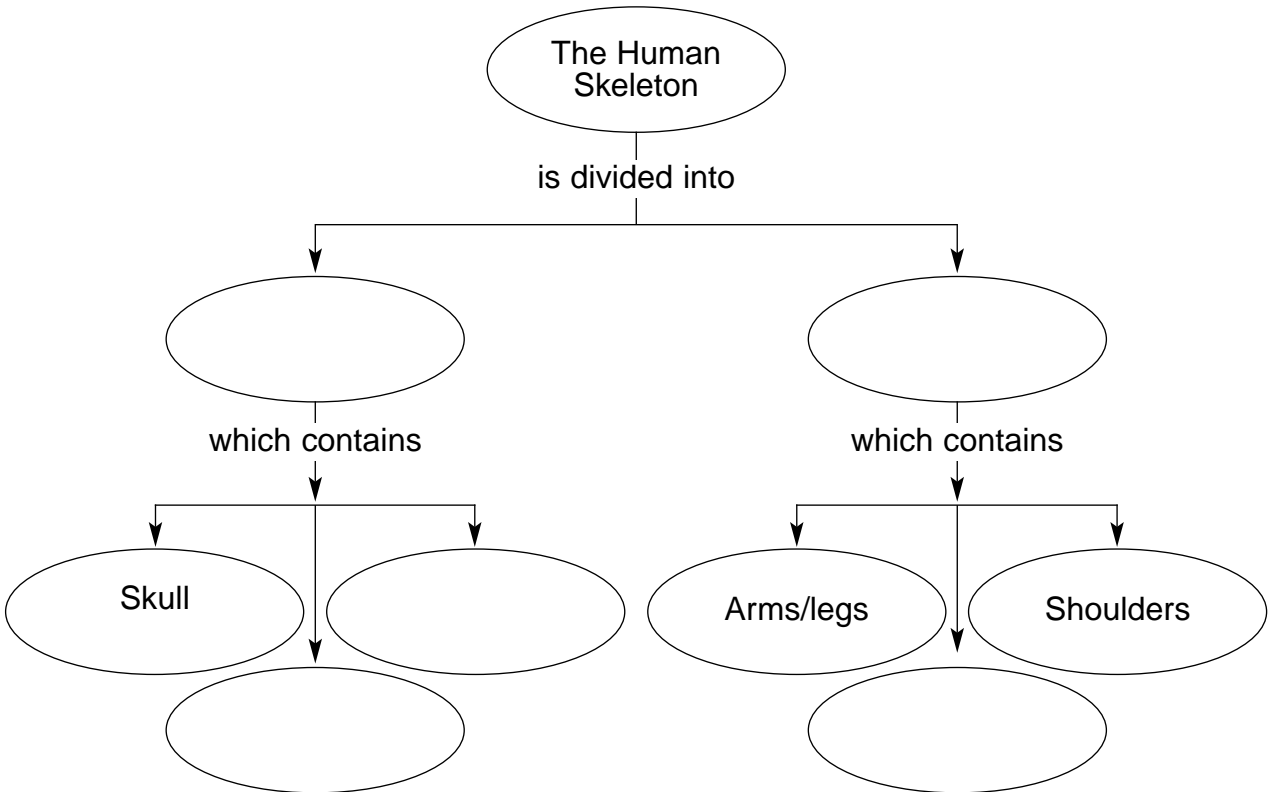 The Human
Skeleton
is divided into
which contains
which contains
Skull
Arms/legs
Shoulders